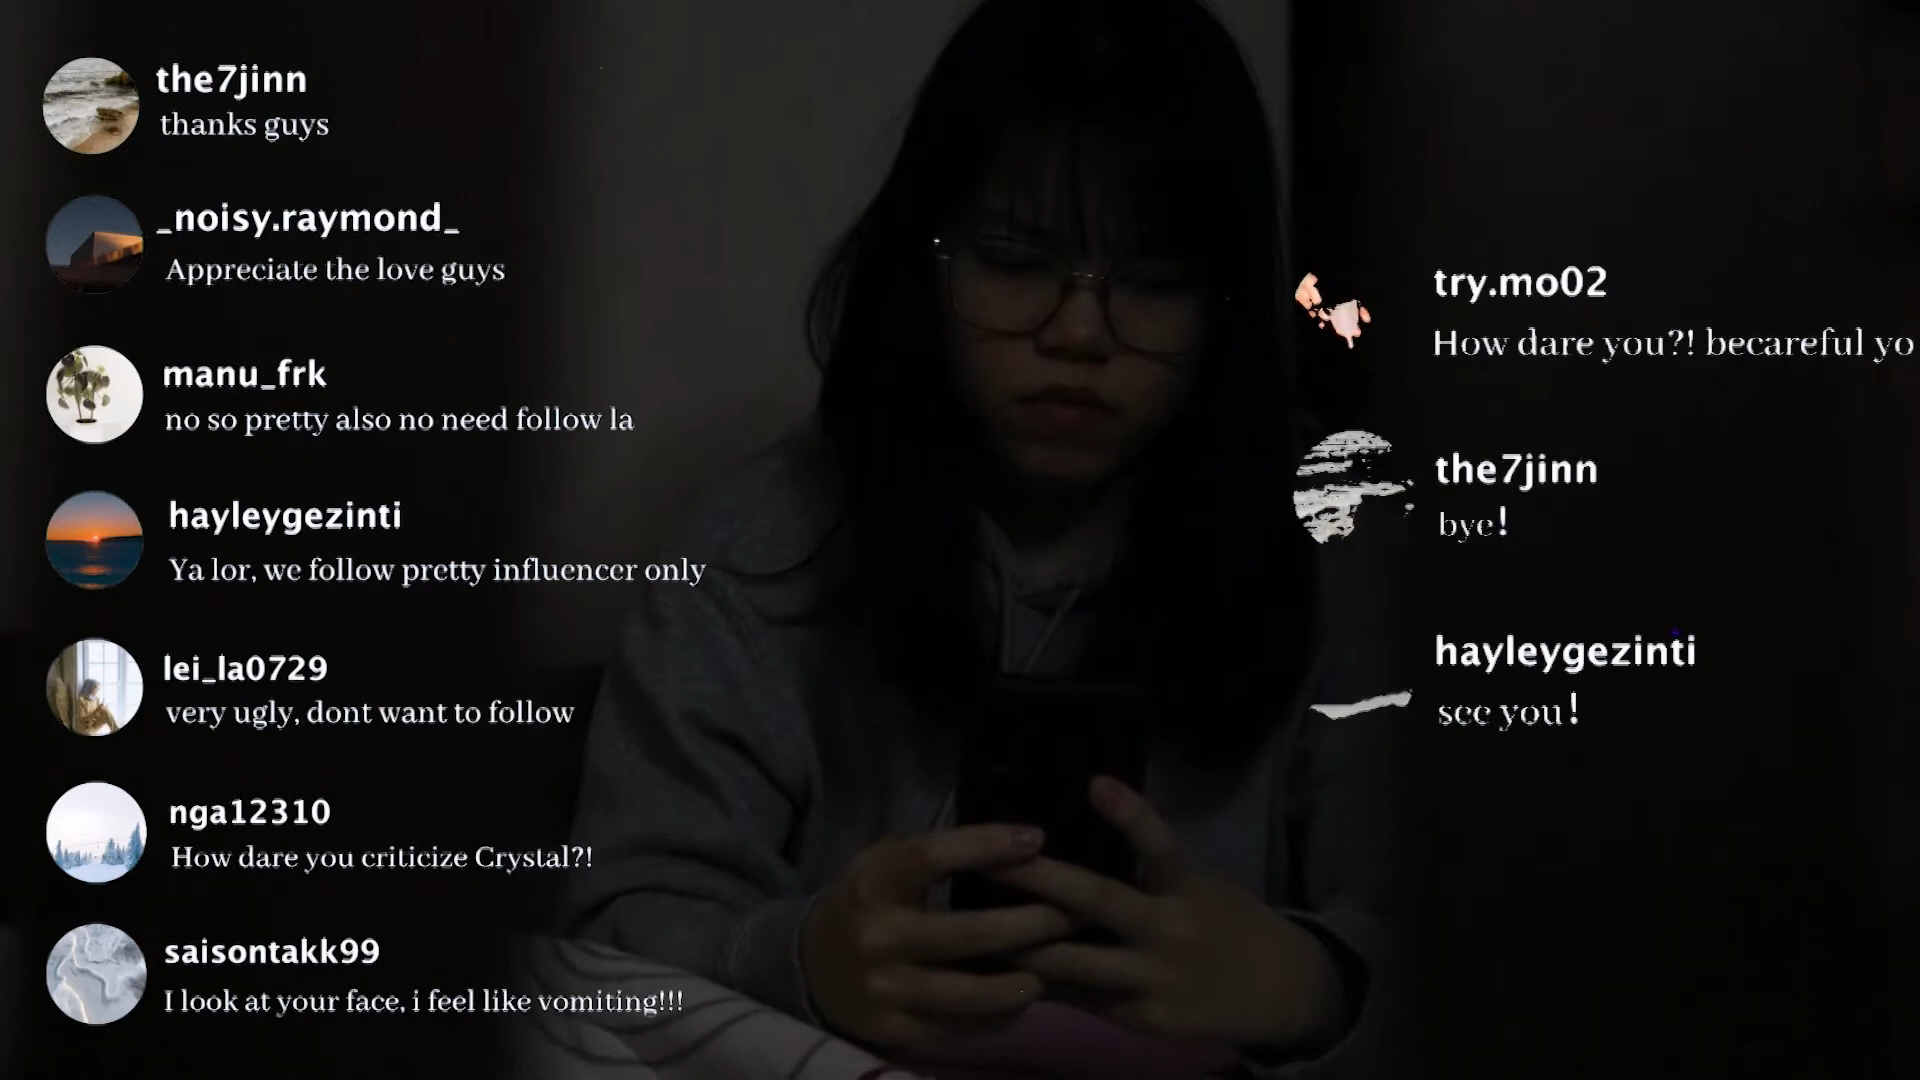 the7jinn
thanks guys
_noisy.raymond_
Appreciate the love guys
manu_frk
no so pretty also no need follow la
hayleygezinti
Ya lor, we follow pretty influencer only
lei_la0729
very ugly, dont want to follow
nga12310
How dare you criticize Crystal?!
saisontakk99
I look at your face, i feel like vomiting!!!
try.mo02
How dare you?! becareful yo
the7jinn
bye!
hayleygezinti
see you!